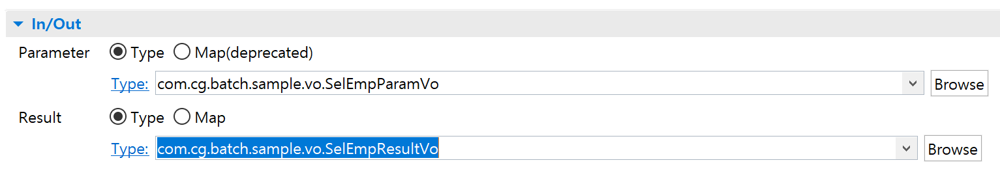 In/Out
Parameter Type Map(deprecated)
Type: com.cg.batch.sample.vo.SelEmpParamVo Browse
Result Type Map
Type: com.cg.batch.sample.vo.SelEmpResultVo Browse